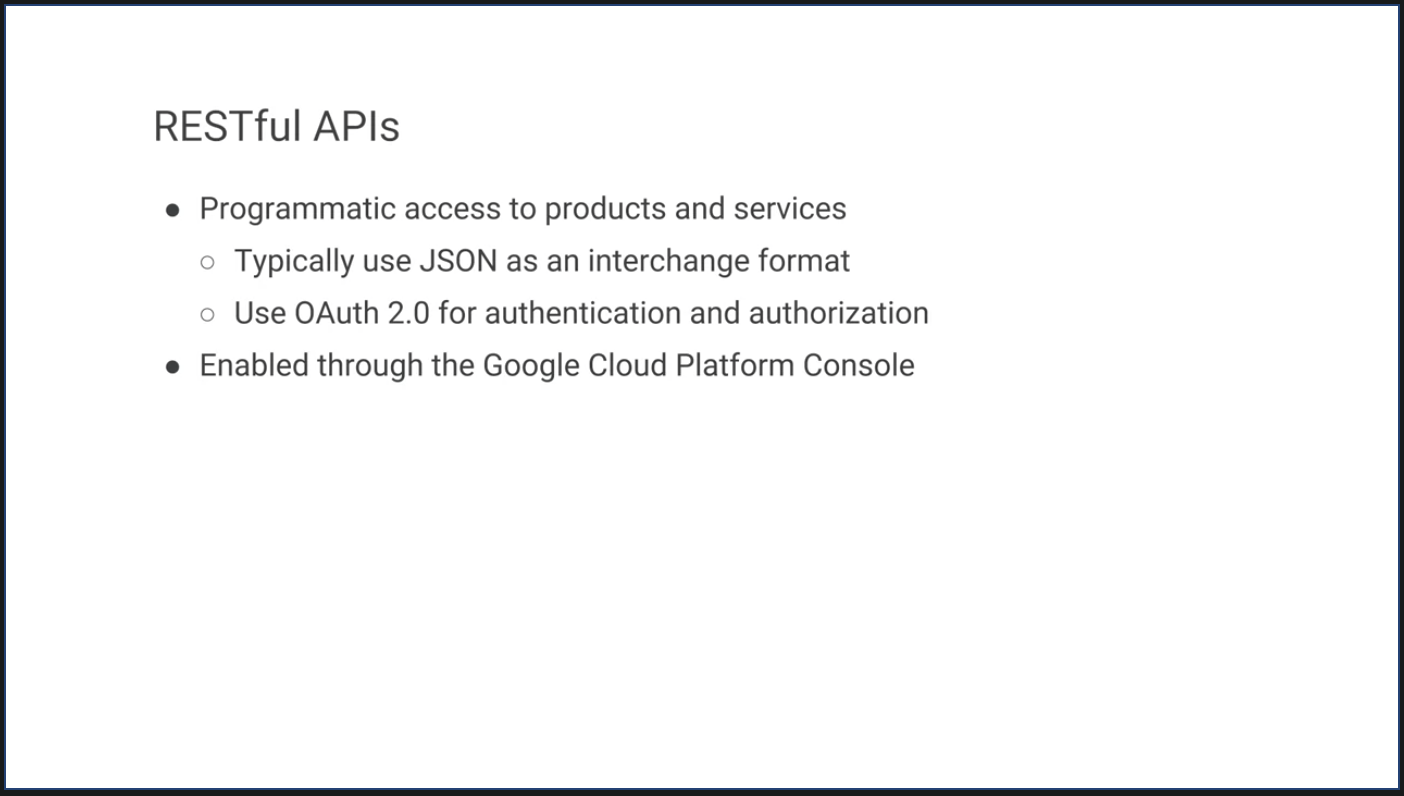 RESTful APIs
● Programmatic access to products and services
○ Typically use JSON as an interchange format
○ Use OAuth 2.0 for authentication and authorization
● Enabled through the Google Cloud Platform Console